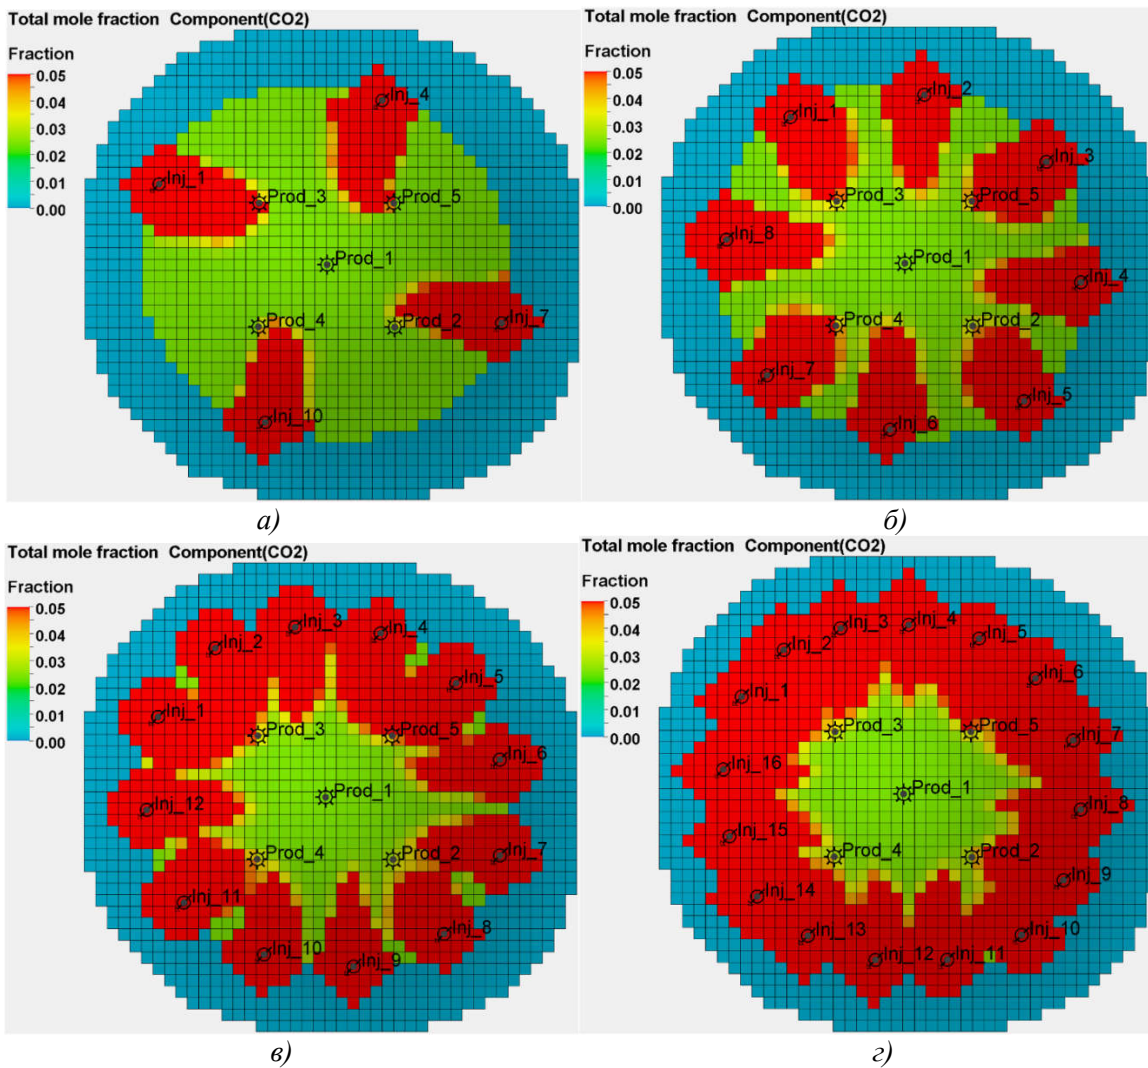 Total mole fraction Component(CO2)
Fraction
0.05
0.04
0.03
0.02
0.01
0.00
Inj_4
Inj_1
Prod_3
Prod_5
Prod_1
Prod_4
Prod_2
Inj_7
Inj_10
а)
Total mole fraction Component(CO2)
Fraction
0.05
0.04
0.03
0.02
0.01
0.00
Inj_2
Inj_1
Inj_3
Prod_3
Prod_5
Inj_8
Prod_1
Inj_4
Prod_4
Prod_2
Inj_7
Inj_5
Inj_6
б)
Total mole fraction Component(CO2)
Fraction
0.05
0.04
0.03
0.02
0.01
0.00
Inj_3
Inj_4
Inj_2
Inj_5
Inj_1
Prod_3
Prod_5
Inj_6
Prod_1
Inj_12
Prod_4
Prod_2
Inj_7
Inj_11
Inj_8
Inj_10
Inj_9
в)
Total mole fraction Component(CO2)
Fraction
0.05
0.04
0.03
0.02
0.01
0.00
Inj_4
Inj_3
Inj_5
Inj_2
Inj_6
Inj_1
Prod_3
Prod_5
Inj_7
Inj_16
Prod_1
Inj_8
Inj_15
Prod_4
Prod_2
Inj_9
Inj_14
Inj_13
Inj_10
Inj_12
Inj_11
г)